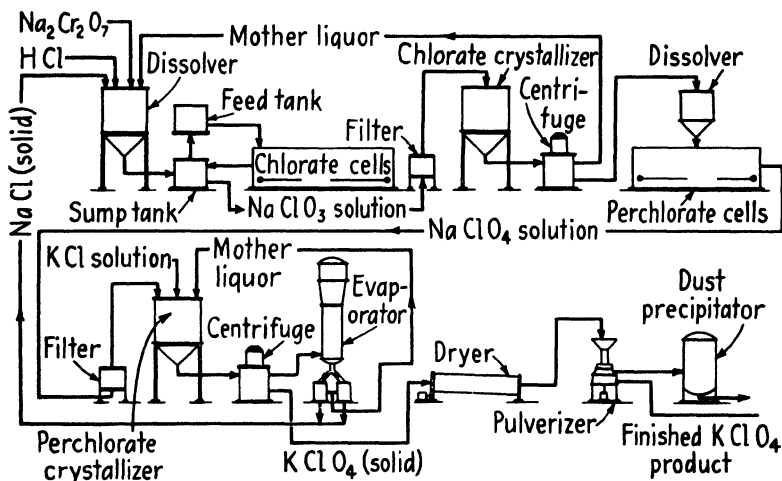 Na₂Cr₂O₇
HCl
Dissolver
Mother liquor
Feed tank
Chlorate crystallizer
Centri-
fuge
Dissolver
NaCl (solid)
Filter
Chlorate cells
Sump tank
NaClO₃ solution
Perchlorate cells
NaClO₄ solution
KCl solution
Mother
liquor
Evap-
orator
Centrifuge
Filter
Dust
precipitator
Dryer
Pulverizer
Perchlorate
crystallizer
KClO₄ (solid)
Finished KClO₄
product